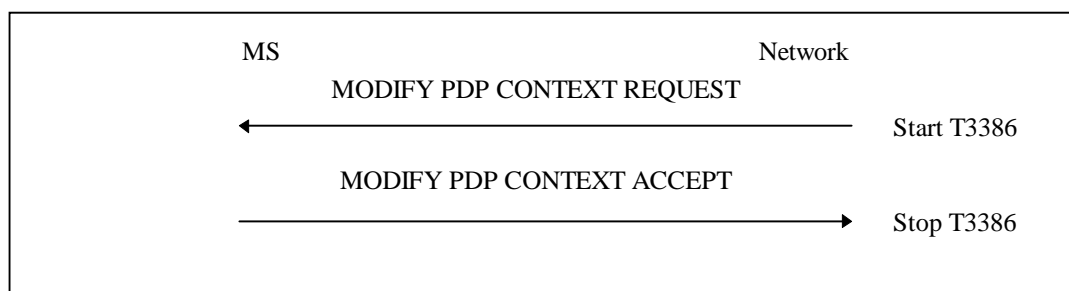 MS Network
MODIFY PDP CONTEXT REQUEST
Start T3386
MODIFY PDP CONTEXT ACCEPT
Stop T3386